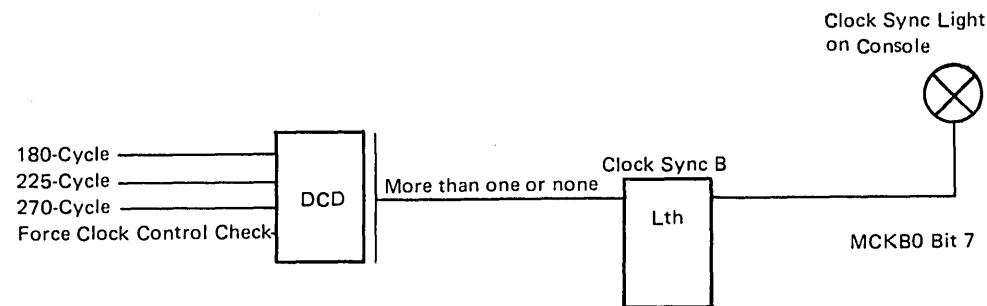 Clock Sync Light
on Console
180-Cycle
225-Cycle
270-Cycle
Force Clock Control Check
DCD
More than one or none
Clock Sync B
Lth
MCKB0 Bit 7